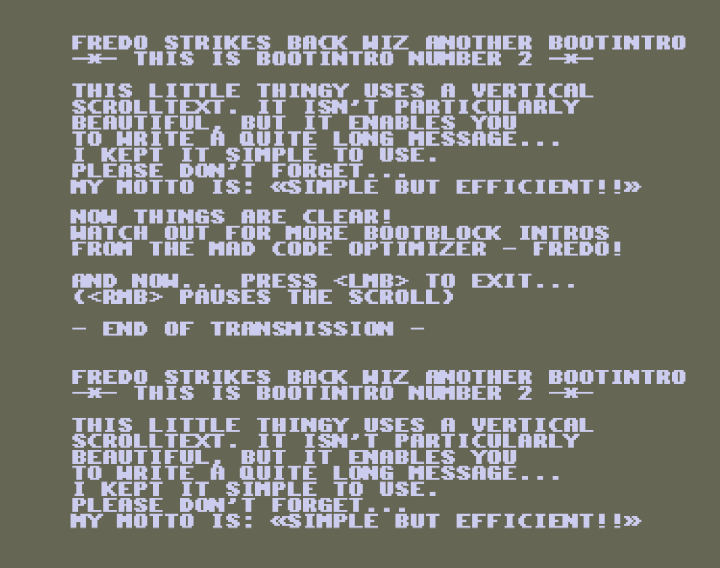 FREDO STRIKES BACK WIZ ANOTHER BOOTINTRO
-*- THIS IS BOOTINTRO NUMBER 2 -*-
THIS LITTLE THINGY USES A VERTICAL
SCROLLTEXT. IT ISN'T PARTICULARLY
BEAUTIFUL, BUT IT ENABLES YOU
TO WRITE A QUITE LONG MESSAGE...
I KEPT IT SIMPLE TO USE.
PLEASE DON'T FORGET...
MY MOTTO IS: «SIMPLE BUT EFFICIENT!!»
NOW THINGS ARE CLEAR!
WATCH OUT FOR MORE BOOTBLOCK INTROS
FROM THE MAD CODE OPTIMIZER - FREDO!
AND NOW... PRESS <LMB> TO EXIT...
(<RMB> PAUSES THE SCROLL)
- END OF TRANSMISSION -
FREDO STRIKES BACK WIZ ANOTHER BOOTINTRO
-*- THIS IS BOOTINTRO NUMBER 2 -*-
THIS LITTLE THINGY USES A VERTICAL
SCROLLTEXT. IT ISN'T PARTICULARLY
BEAUTIFUL, BUT IT ENABLES YOU
TO WRITE A QUITE LONG MESSAGE...
I KEPT IT SIMPLE TO USE.
PLEASE DON'T FORGET...
MY MOTTO IS: «SIMPLE BUT EFFICIENT!!»